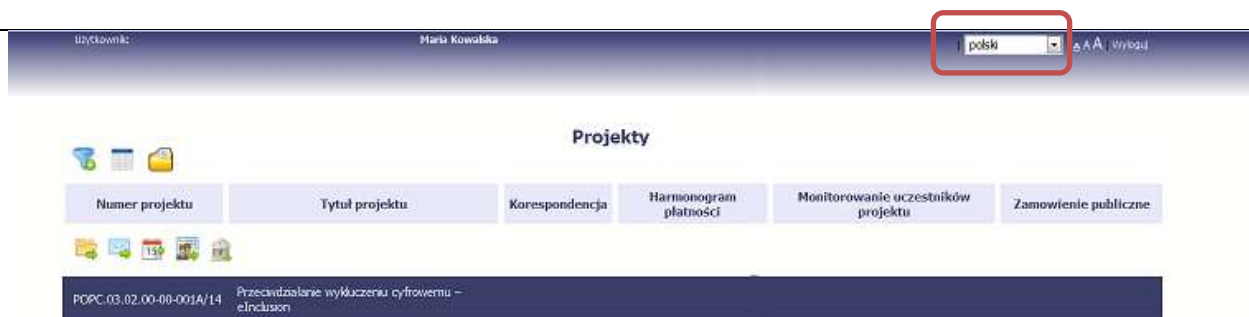 Użytkownik: Maria Kowalska | polski A A A | Wyloguj
Projekty
Numer projektu Tytuł projektu Korespondencja Harmonogram płatności Monitorowanie uczestników projektu Zamowienie publiczne
15
POPC.03.02.00-00-001A/14 Przeciwdziałanie wykluczeniu cyfrowemu –
eInclusion